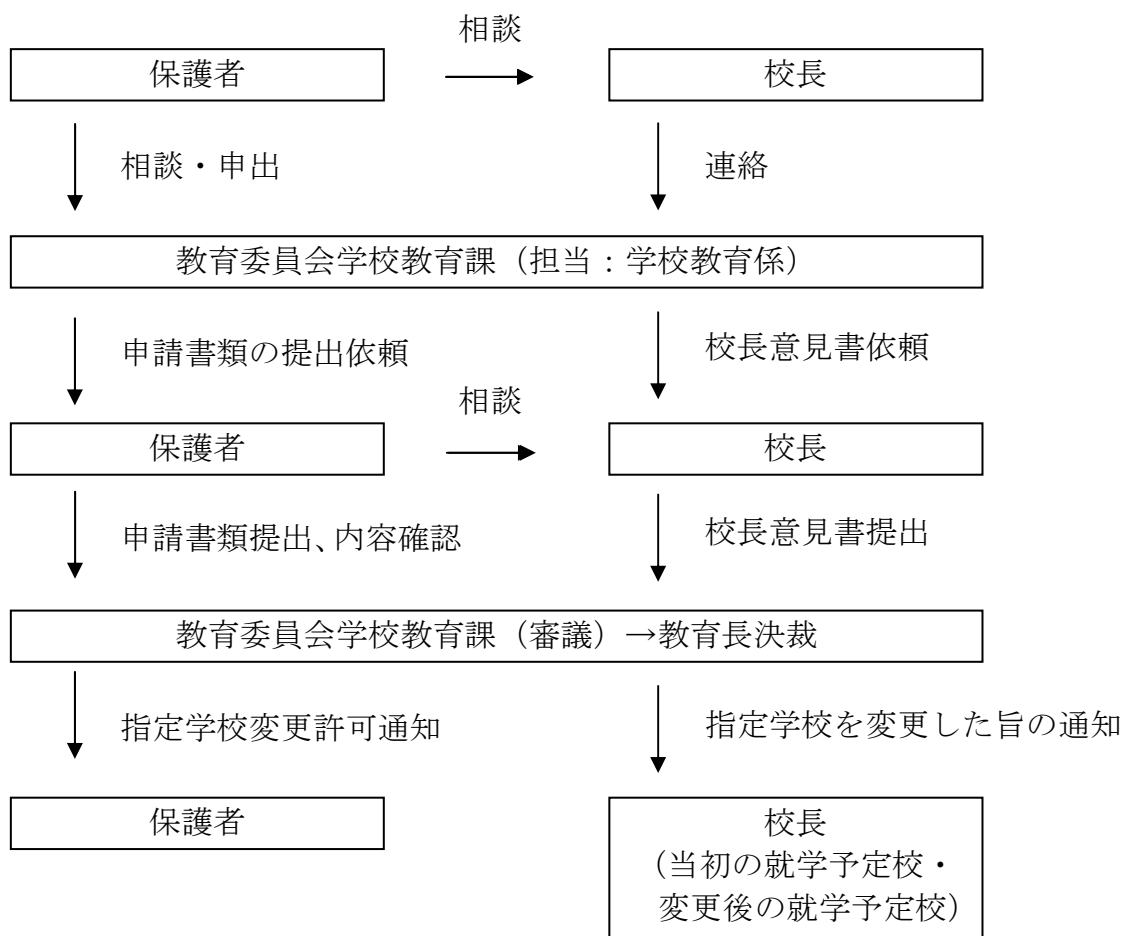 相談
保護者
校長
相談・申出
連絡
教育委員会学校教育課（担当：学校教育係）
申請書類の提出依頼
校長意見書依頼
相談
保護者
校長
申請書類提出、内容確認
校長意見書提出
教育委員会学校教育課（審議）→教育長決裁
指定学校変更許可通知
指定学校を変更した旨の通知
保護者
校長
（当初の就学予定校・
変更後の就学予定校）